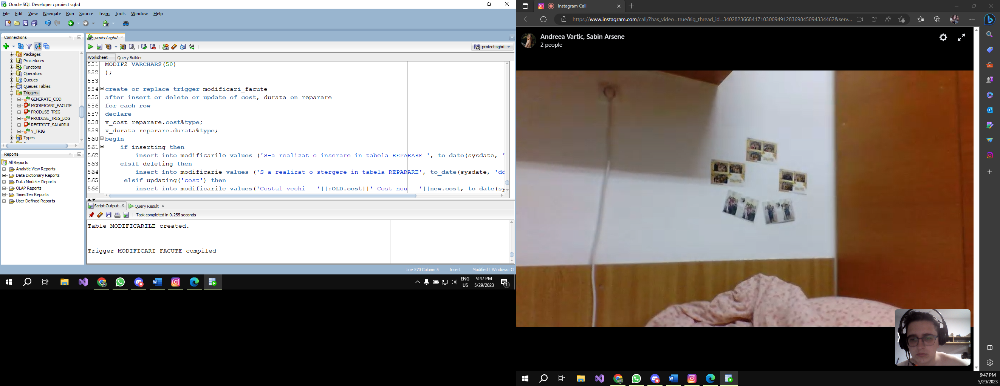 Oracle SQL Developer : proiect sgbd
File Edit View Navigate Run Source Team Tools Window Help
Connections
Packages
Procedures
Functions
Operators
Queues
Queues Tables
Triggers
GENERATE_COD
MODIFICARI_FACUTE
PRODUSE_TRIG
PRODUSE_TRIG_LOG
RESTRICT_SALARIUL
V_TRIG
Types
Reports
All Reports
Analytic View Reports
Data Dictionary Reports
Data Modeler Reports
OLAP Reports
TimesTen Reports
User Defined Reports
proiect sgbd
proiect sgbd
Worksheet Query Builder
551 MODIF2 VARCHAR2(50)
552 );
553
554 create or replace trigger modificari_facute
555 after insert or delete or update of cost, durata on reparare
556 for each row
557 declare
558 v_cost reparare.cost%type;
559 v_durata reparare.durata%type;
560 begin
561 if inserting then
562 insert into modificarile values ('S-a realizat o inserare in tabela REPARARE ', to_date(sysdate, '
563 elsif deleting then
564 insert into modificarie values ('S-a realizat o stergere in tabela REPARARE', to_date(sysdate, 'dd
565 elsif updating('cost') then
566 insert into modificarile values('Costul vechi = '||:OLD.cost||' Cost nou = '||new.cost, to_date(sy
Script Output x Query Result x
Task completed in 0.255 seconds
Table MODIFICARILE created.
Trigger MODIFICARI_FACUTE compiled
| Line 570 Column 5 | Insert | Modified | Windows: CR
ENG
US
9:47 PM
5/29/2023
1
Instagram Call
https://www.instagram.com/call/?has_video=true&ig_thread_id=340282366841710300949128369845094334462&serv...
Andreea Vartic, Sabin Arsene
2 people
9:47 PM
5/29/2023